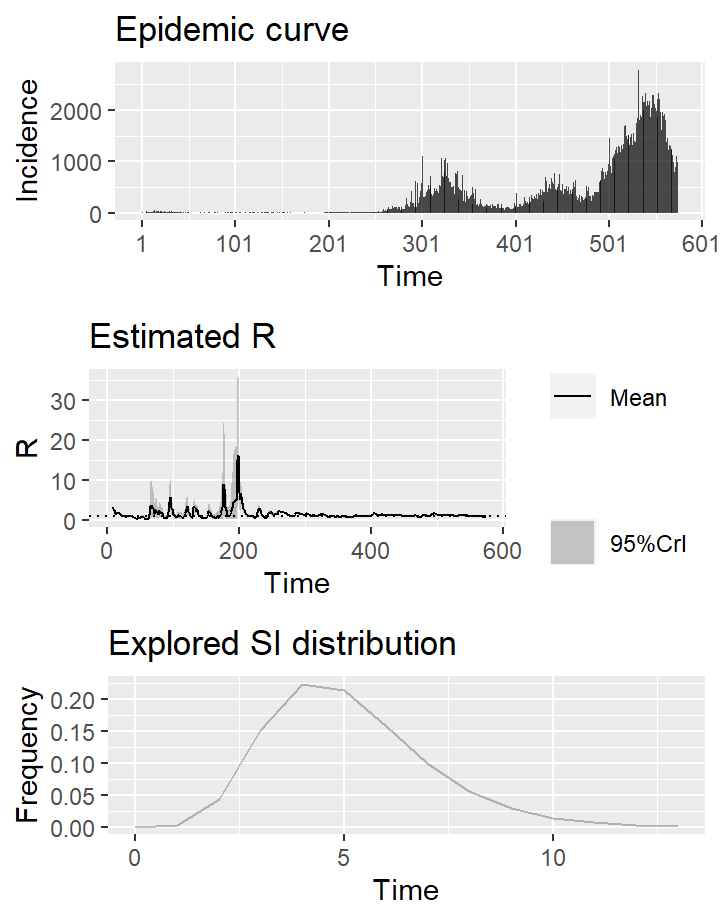 Epidemic curve
Incidence
2000
1000
0
1 101 201 301 401 501 601
Time
Estimated R
R
30
20
10
0
0 200 400 600
Time
Mean
95%CrI
Explored SI distribution
Frequency
0.20
0.15
0.10
0.05
0.00
0 5 10
Time